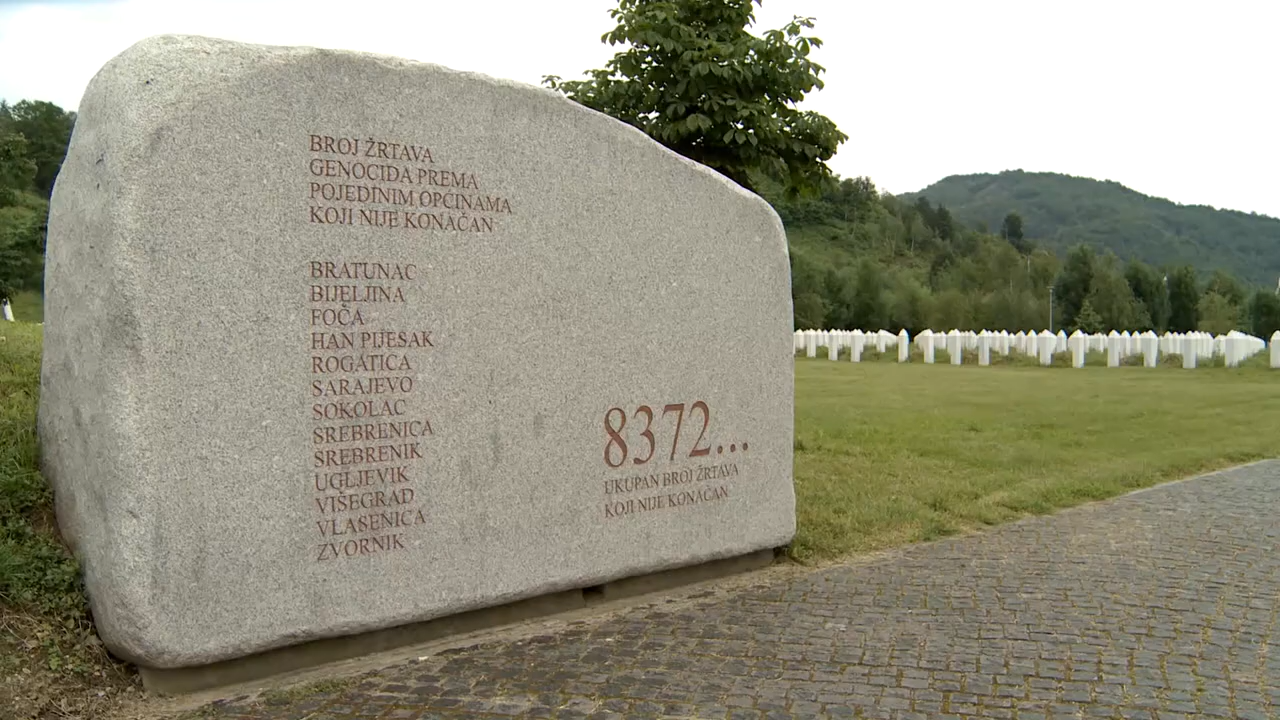 BROJ ŽRTAVA
GENOCIDA PREMA
POJEDINIM OPĆINAMA
KOJI NIJE KONAČAN
BRATUNAC
BIJELJINA
FOČA
HAN PIJESAK
ROGATICA
SARAJEVO
SOKOLAC
SREBRENICA
SREBRENIK
UGLJEVIK
VIŠEGRAD
VLASENICA
ZVORNIK
8372...
UKUPAN BROJ ŽRTAVA
KOJI NIJE KONAČAN